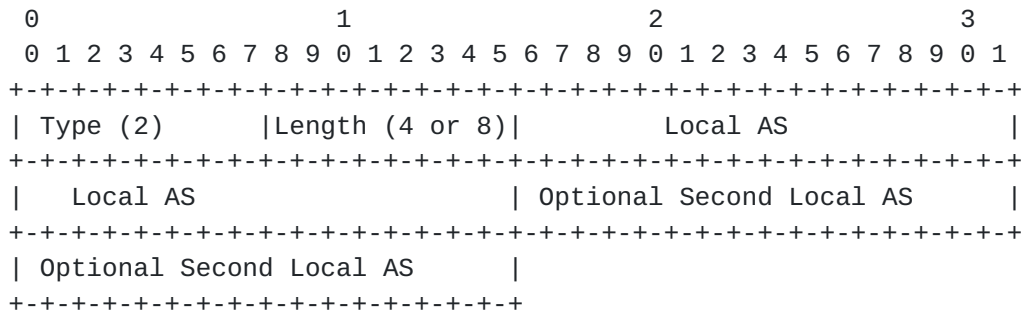 0                   1                   2                   3
 0 1 2 3 4 5 6 7 8 9 0 1 2 3 4 5 6 7 8 9 0 1 2 3 4 5 6 7 8 9 0 1
+-+-+-+-+-+-+-+-+-+-+-+-+-+-+-+-+-+-+-+-+-+-+-+-+-+-+-+-+-+-+-+-+
| Type (2)      |Length (4 or 8)|         Local AS              |
+-+-+-+-+-+-+-+-+-+-+-+-+-+-+-+-+-+-+-+-+-+-+-+-+-+-+-+-+-+-+-+-+
|   Local AS                    | Optional Second Local AS      |
+-+-+-+-+-+-+-+-+-+-+-+-+-+-+-+-+-+-+-+-+-+-+-+-+-+-+-+-+-+-+-+-+
| Optional Second Local AS      |
+-+-+-+-+-+-+-+-+-+-+-+-+-+-+-+-+